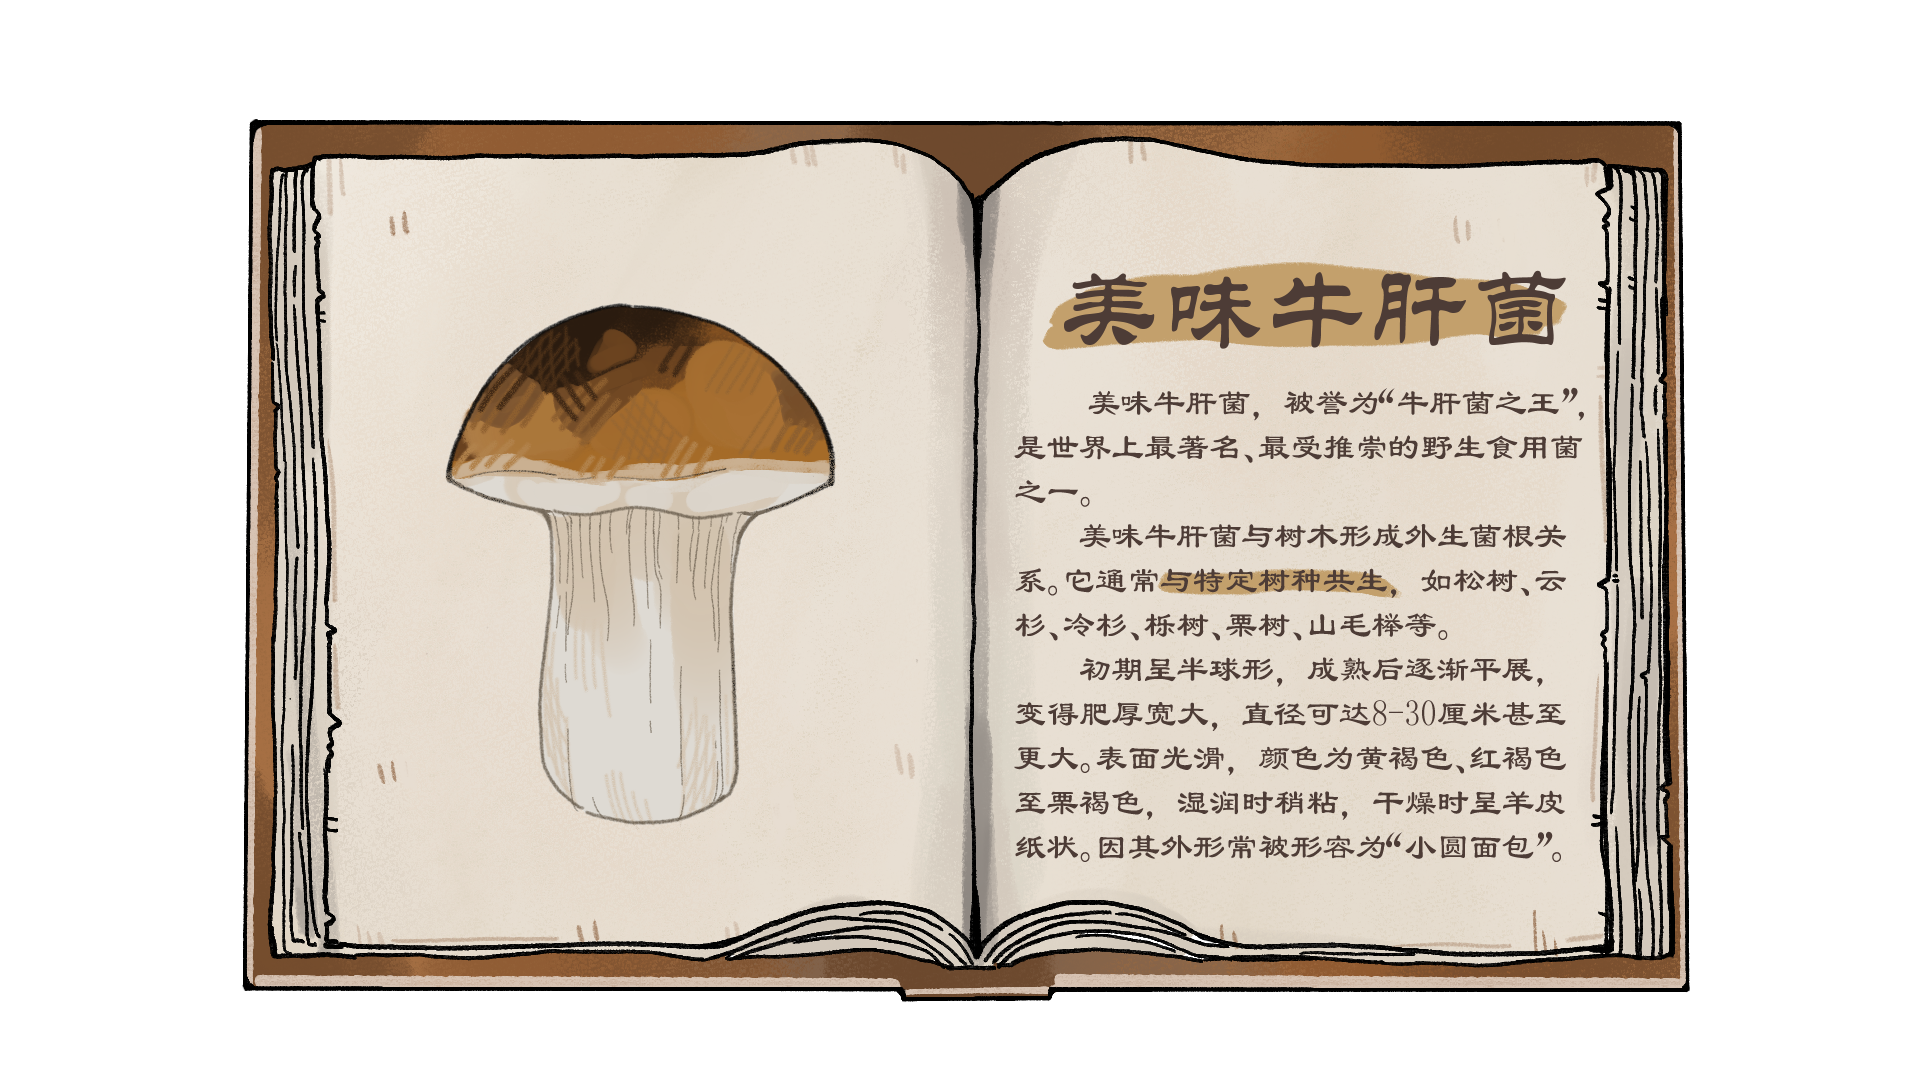 美味牛肝菌
美味牛肝菌，被誉为“牛肝菌之王”，
是世界上最著名、最受推崇的野生食用菌
之一。
美味牛肝菌与树木形成外生菌根关
系。它通常与特定树种共生，如松树、云
杉、冷杉、栎树、栗树、山毛榉等。
初期呈半球形，成熟后逐渐平展，
变得肥厚宽大，直径可达8-30厘米甚至
更大。表面光滑，颜色为黄褐色、红褐色
至栗褐色，湿润时稍粘，干燥时呈羊皮
纸状。因其外形常被形容为“小圆面包”。